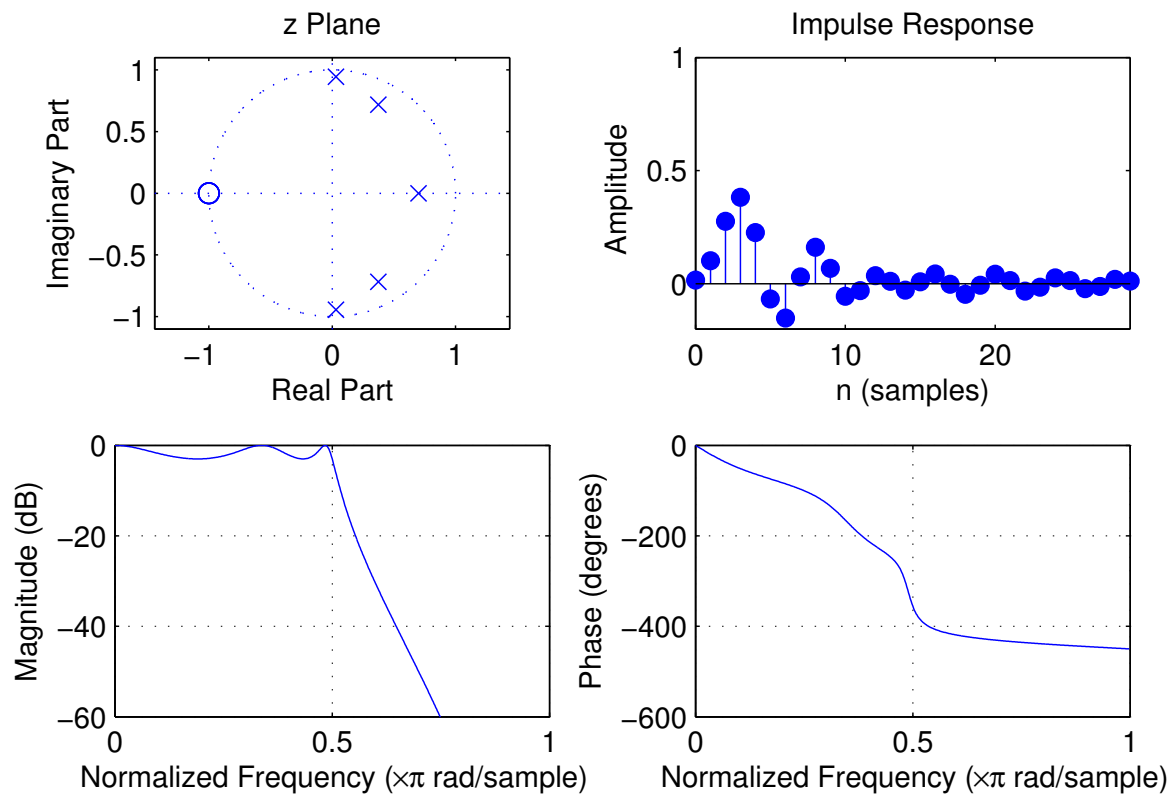 z Plane
Imaginary Part
1
0.5
0
−0.5
−1
−1 0 1
Real Part
Impulse Response
Amplitude
1
0.5
0
0 10 20
n (samples)
Magnitude (dB)
0
−20
−40
−60
0 0.5 1
Normalized Frequency (×π rad/sample)
Phase (degrees)
0
−200
−400
−600
0 0.5 1
Normalized Frequency (×π rad/sample)